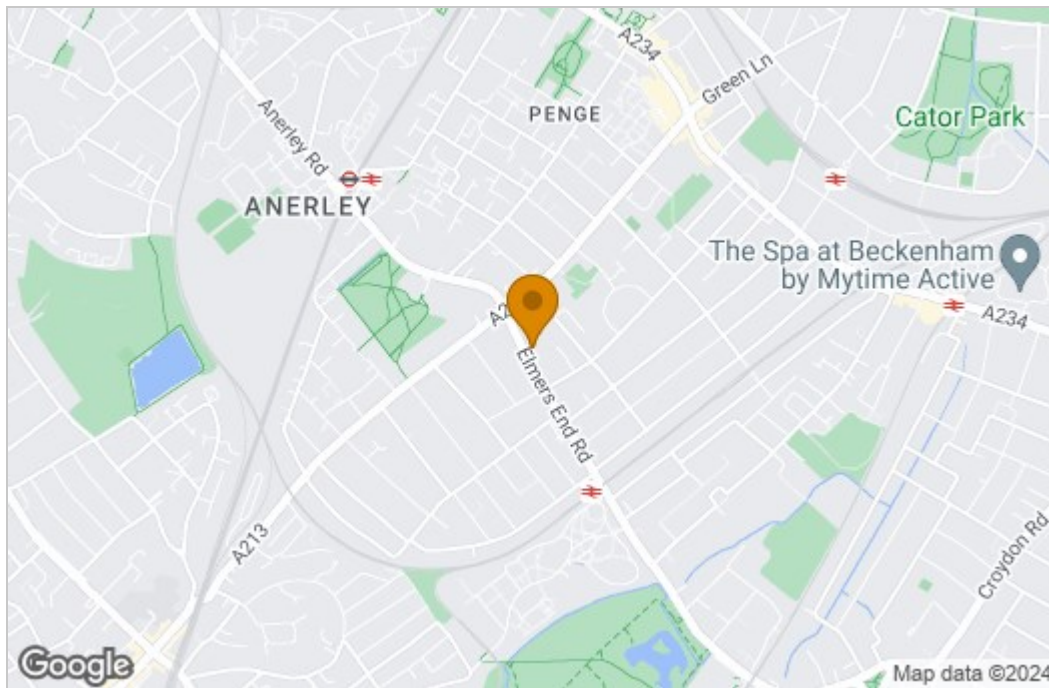 A234
Green Ln
PENGE
Cator Park
Anerley Rd
ANERLEY
The Spa at Beckenham
by Mytime Active
A234
Elmers End Rd
A213
Croydon Rd
Google
Map data ©2024